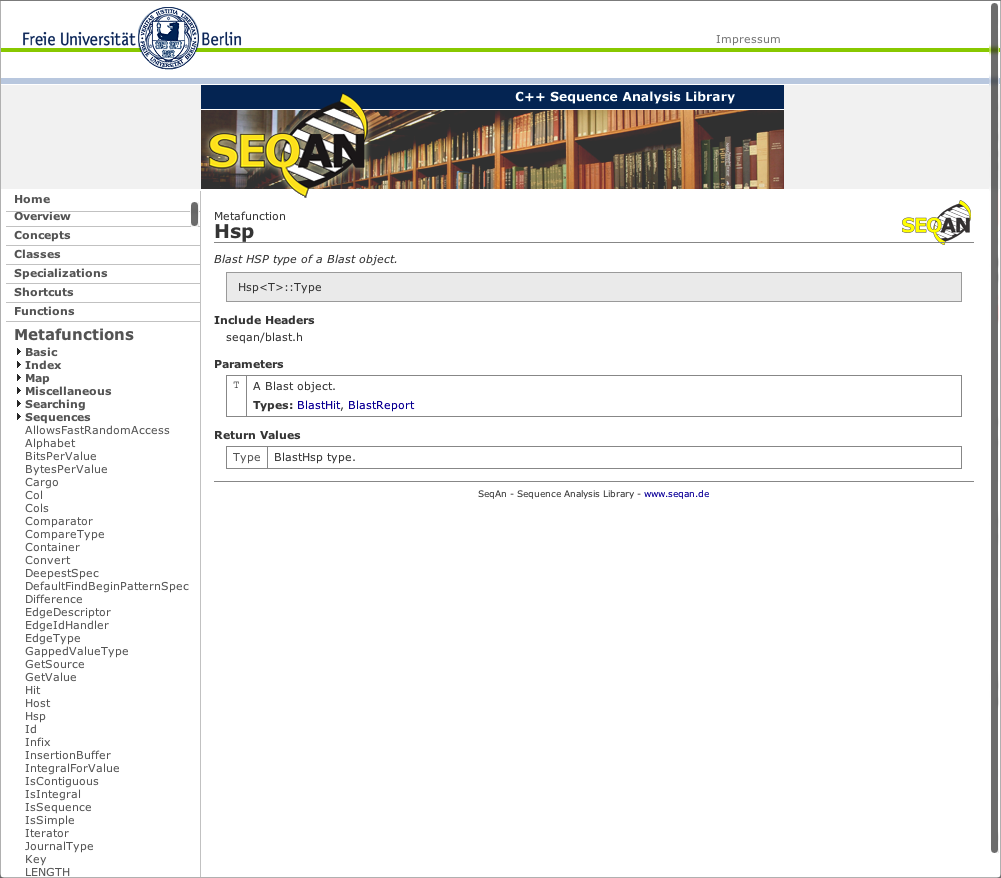 Freie Universität Berlin
Impressum
C++ Sequence Analysis Library
SEQAN
Home
Overview
Concepts
Classes
Specializations
Shortcuts
Functions
Metafunctions
Basic
Index
Map
Miscellaneous
Searching
Sequences
AllowsFastRandomAccess
Alphabet
BitsPerValue
BytesPerValue
Cargo
Col
Cols
Comparator
CompareType
Container
Convert
DeepestSpec
DefaultFindBeginPatternSpec
Difference
EdgeDescriptor
EdgeIdHandler
EdgeType
GappedValueType
GetSource
GetValue
Hit
Host
Hsp
Id
Infix
InsertionBuffer
IntegralForValue
IsContiguous
IsIntegral
IsSequence
IsSimple
Iterator
JournalType
Key
LENGTH
Metafunction
Hsp
SEQAN
Blast HSP type of a Blast object.
Hsp<T>::Type
Include Headers
seqan/blast.h
Parameters
T A Blast object.
Types: BlastHit, BlastReport
Return Values
Type BlastHsp type.
SeqAn - Sequence Analysis Library - www.seqan.de